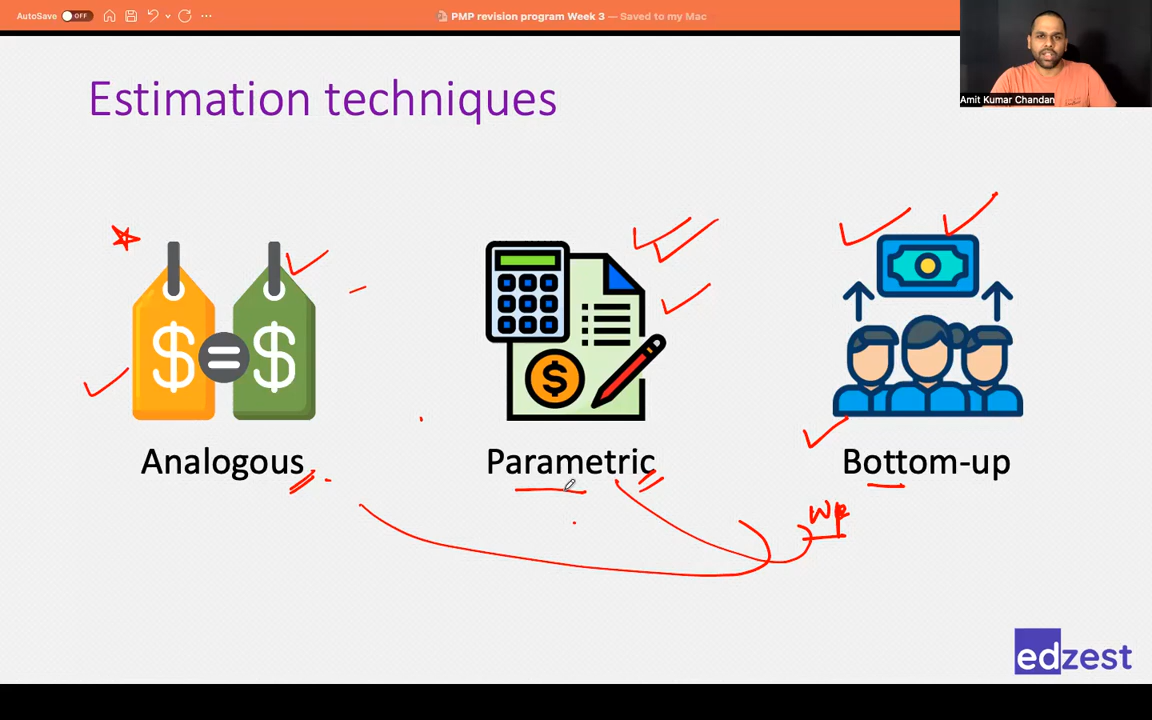 AutoSave OFF
PMP revision program Week 3 — Saved to my Mac
Amit Kumar Chandan
Estimation techniques
$ = $
$
Analogous
Parametric
Bottom-up
WP
edzest